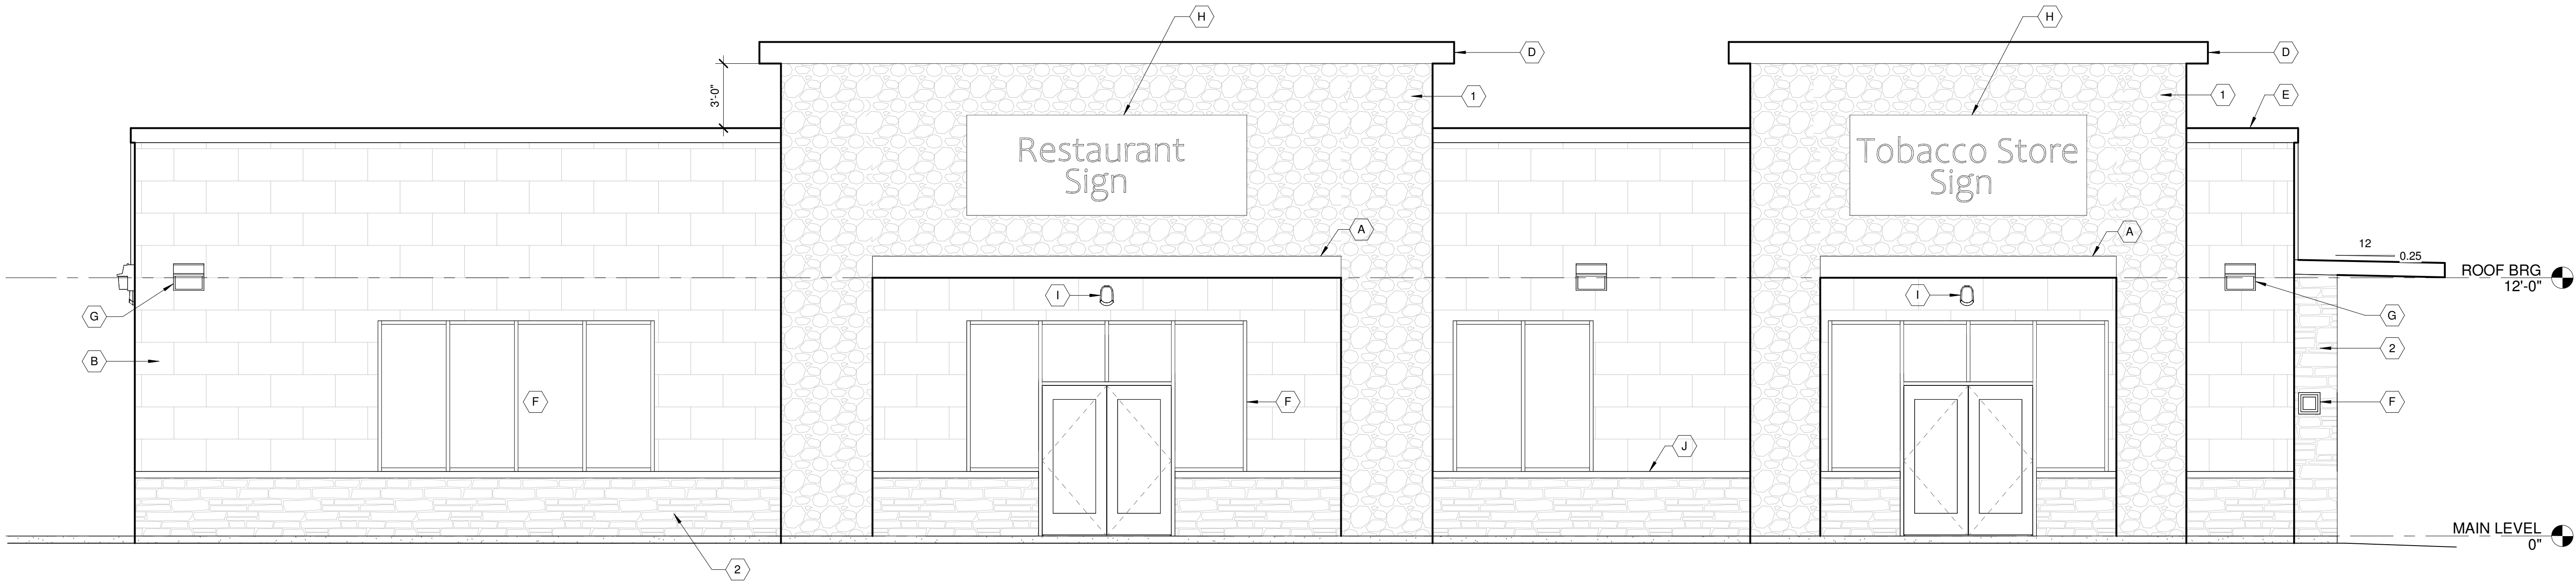 H
H
D
D
3'-0"
1
1
E
Restaurant
Sign
Tobacco Store
Sign
A
A
12
0.25
ROOF BRG
12'-0"
I
I
G
G
B
2
F
F
F
J
MAIN LEVEL
0"
2